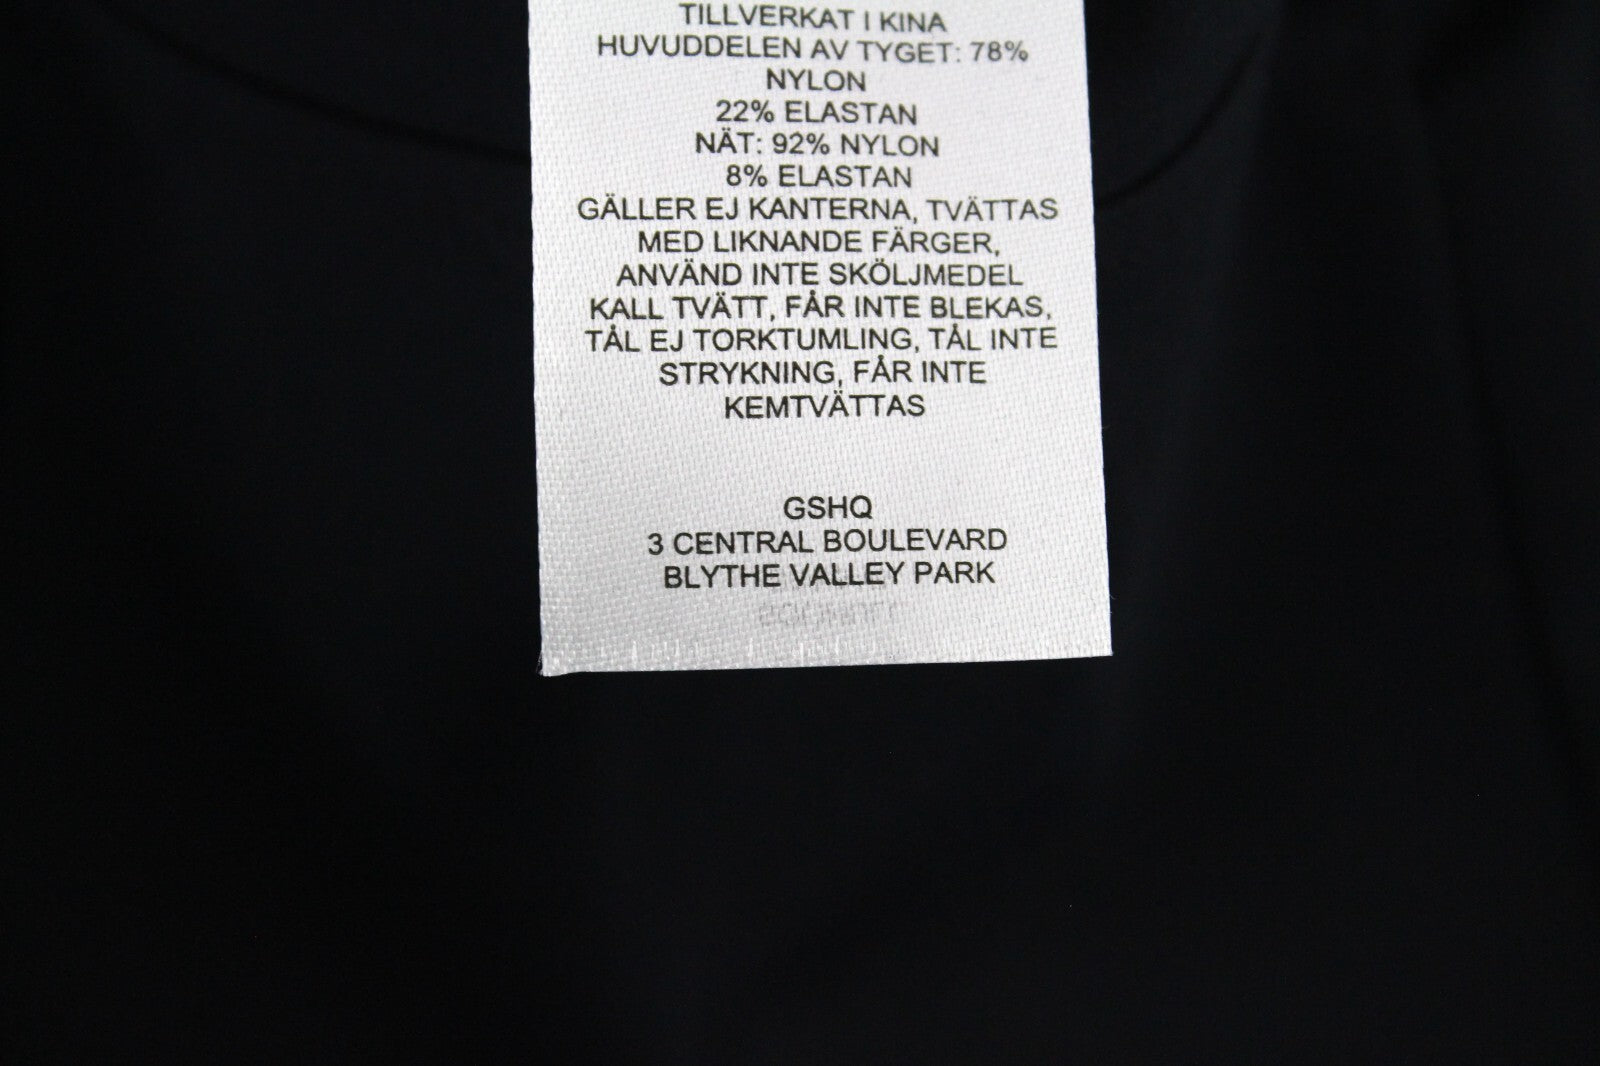 TILLVERKAT I KINA
HUVUDDELEN AV TYGET: 78%
NYLON
22% ELASTAN
NÄT: 92% NYLON
8% ELASTAN
GÄLLER EJ KANTERNA, TVÄTTAS
MED LIKNANDE FÄRGER,
ANVÄND INTE SKÖLJMEDEL
KALL TVÄTT, FÅR INTE BLEKAS,
TÅL EJ TORKTUMLING, TÅL INTE
STRYKNING, FÅR INTE
KEMTVÄTTAS
GSHQ
3 CENTRAL BOULEVARD
BLYTHE VALLEY PARK